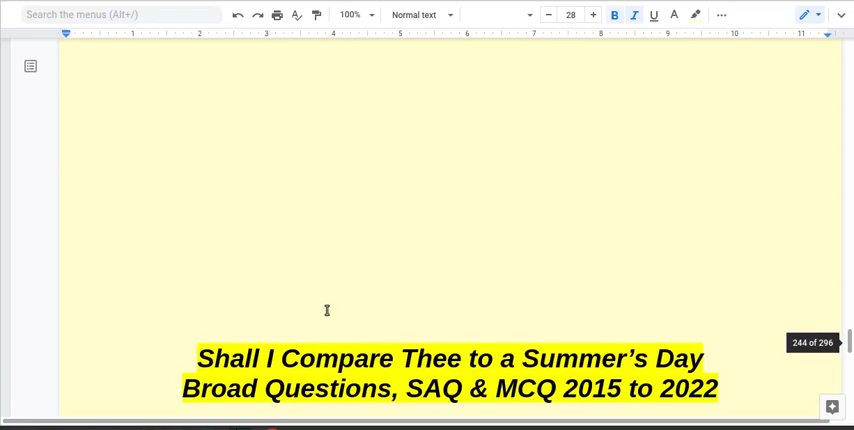 Search the menus (Alt+/)
100%
Normal text
28
B I U A
1 2 3 4 5 6 7 8 9 10 11
244 of 296
Shall I Compare Thee to a Summer’s Day
Broad Questions, SAQ & MCQ 2015 to 2022